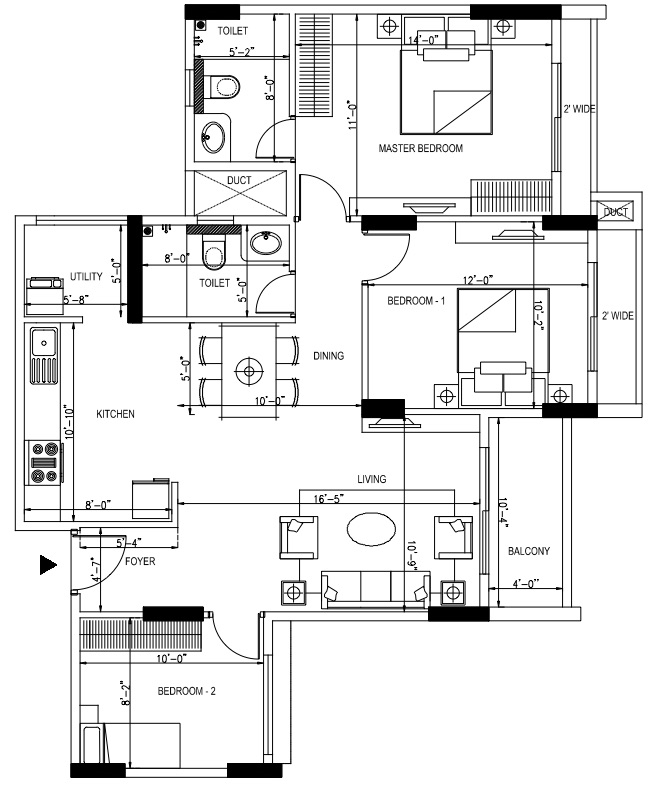 TOILET
5'-2"
14'-0"
8'-0"
11'-0"
2' WIDE
MASTER BEDROOM
DUCT
DUCT
UTILITY
5'-0"
8'-0"
TOILET
5'-0"
12'-0"
5'-8"
BEDROOM - 1
10'-2"
2' WIDE
DINING
5'-0"
10'-0"
KITCHEN
10'-10"
LIVING
8'-0"
16'-5"
10'-4"
5'-4"
FOYER
10'-9"
BALCONY
4'-7"
4'-0"
10'-0"
8'-2"
BEDROOM - 2